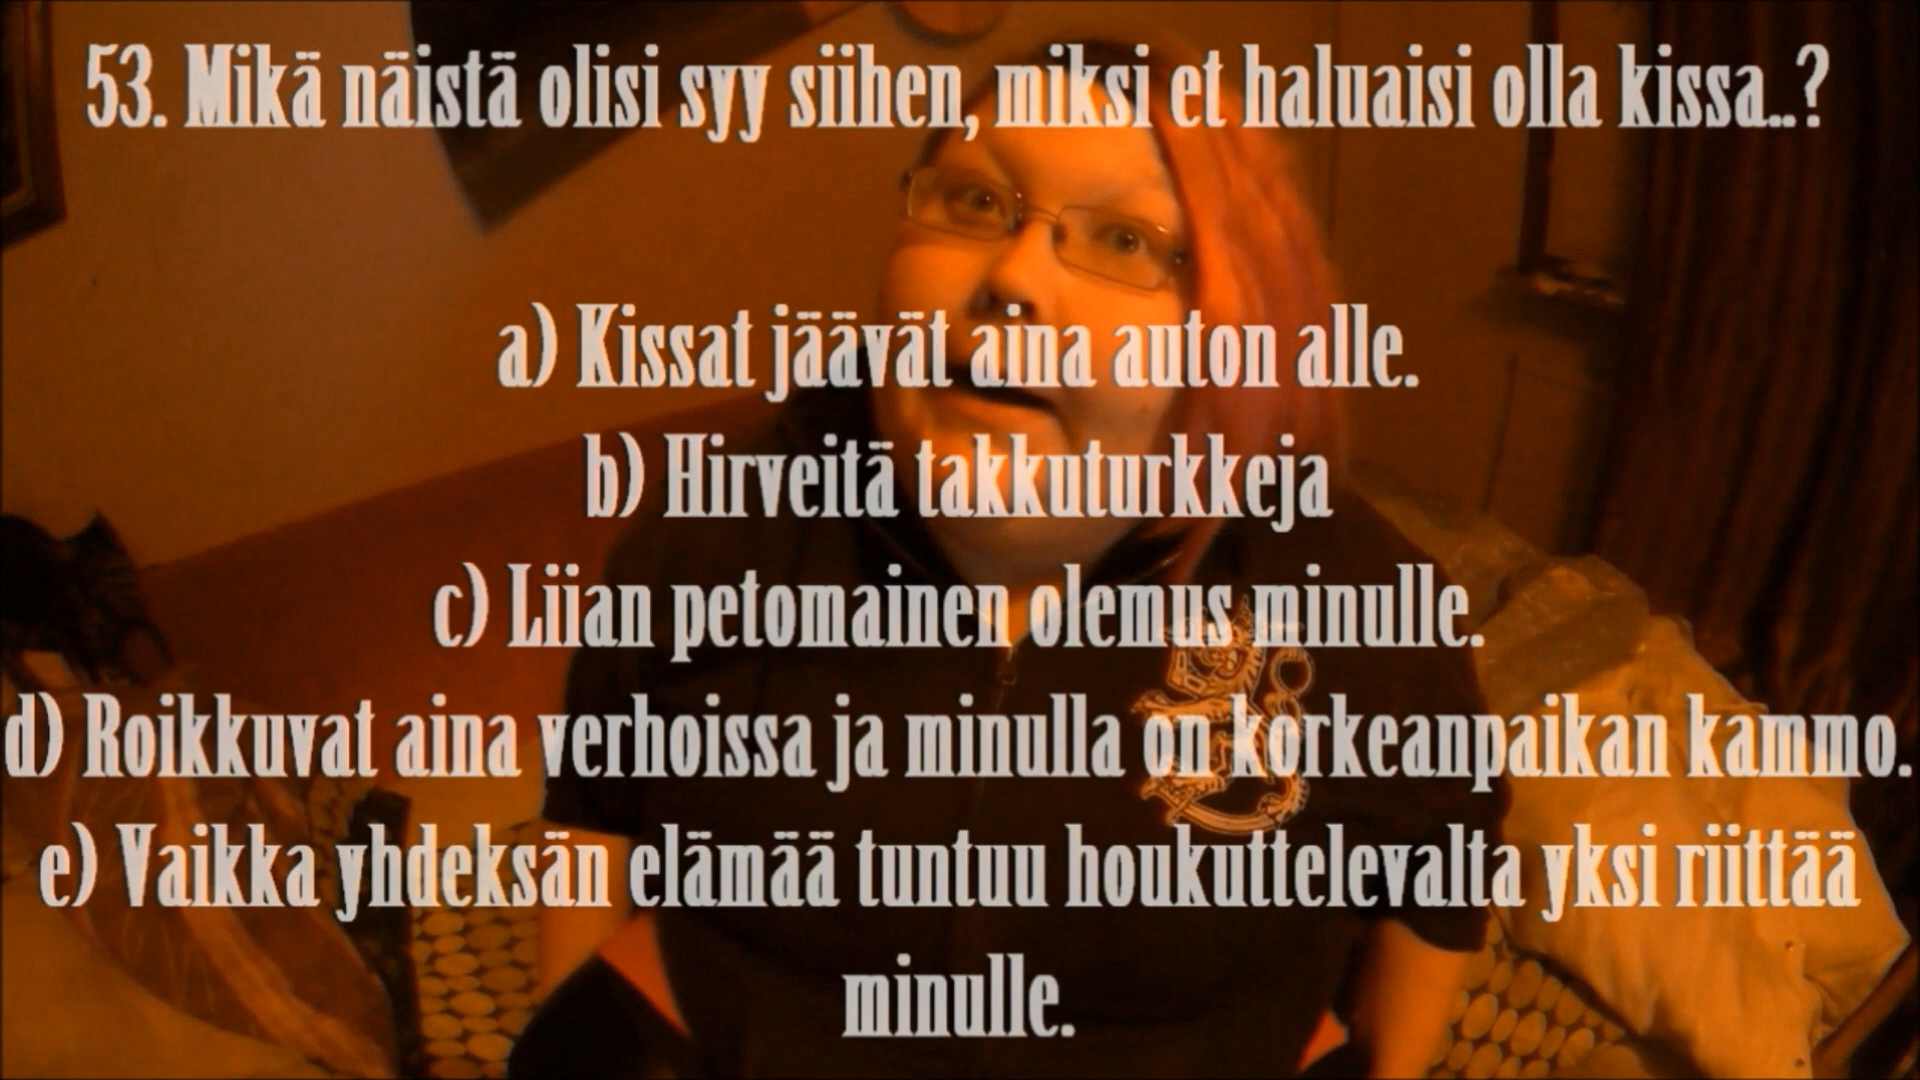 53. Mikä näistä olisi syy siihen, miksi et haluaisi olla kissa..?
a) Kissat jäävät aina auton alle.
b) Hirveitä takkuturkkeja
c) Liian petomainen olemus minulle.
d) Roikkuvat aina verhoissa ja minulla on korkeanpaikan kammo.
e) Vaikka yhdeksän elämää tuntuu houkuttelevalta yksi riittää
minulle.